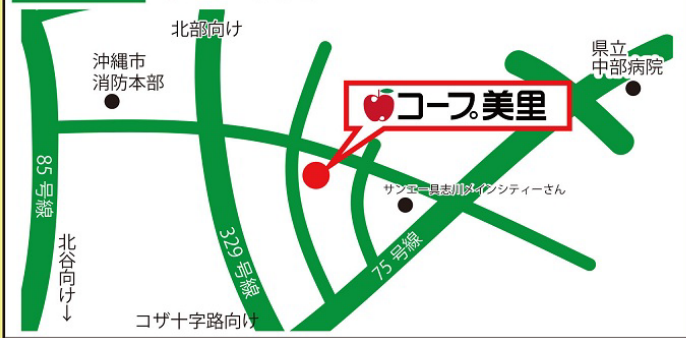 北部向け
沖縄市
消防本部
県立
中部病院
コープ美里
サンエー具志川メインシティーさん
85号線
329号線
75号線
北谷向け→
コザ十字路向け